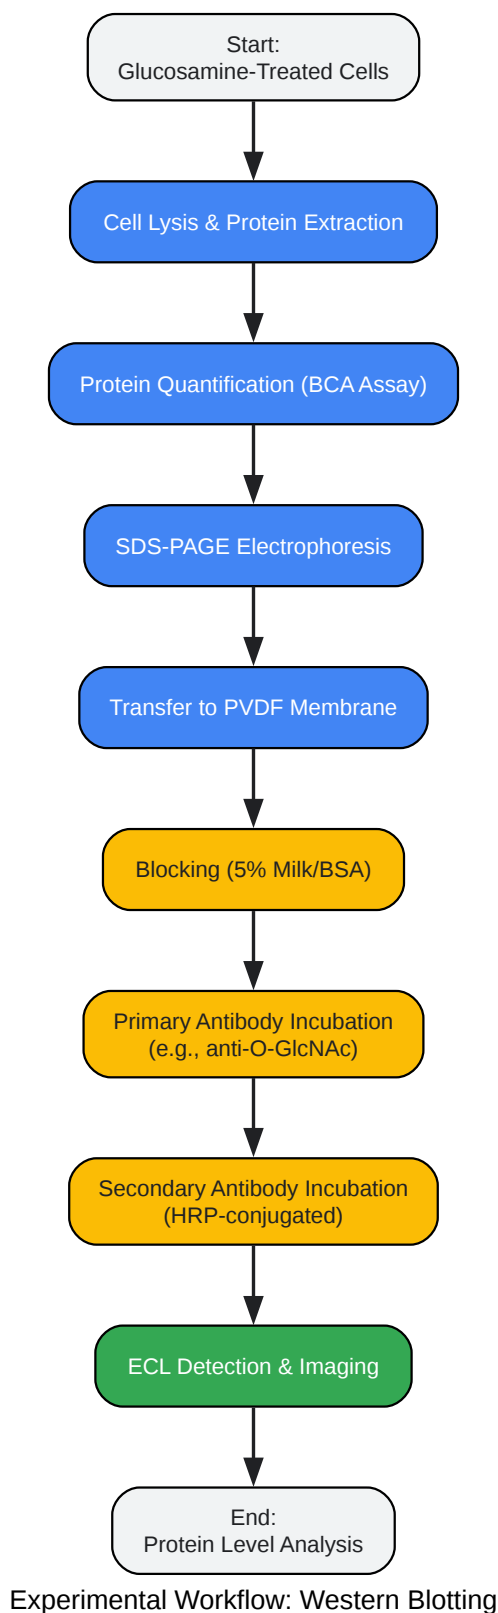 Start:
Glucosamine-Treated Cells
Cell Lysis & Protein Extraction
Protein Quantification (BCA Assay)
SDS-PAGE Electrophoresis
Transfer to PVDF Membrane
Blocking (5% Milk/BSA)
Primary Antibody Incubation
(e.g., anti-O-GlcNAc)
Secondary Antibody Incubation
(HRP-conjugated)
ECL Detection & Imaging
End:
Protein Level Analysis
Experimental Workflow: Western Blotting